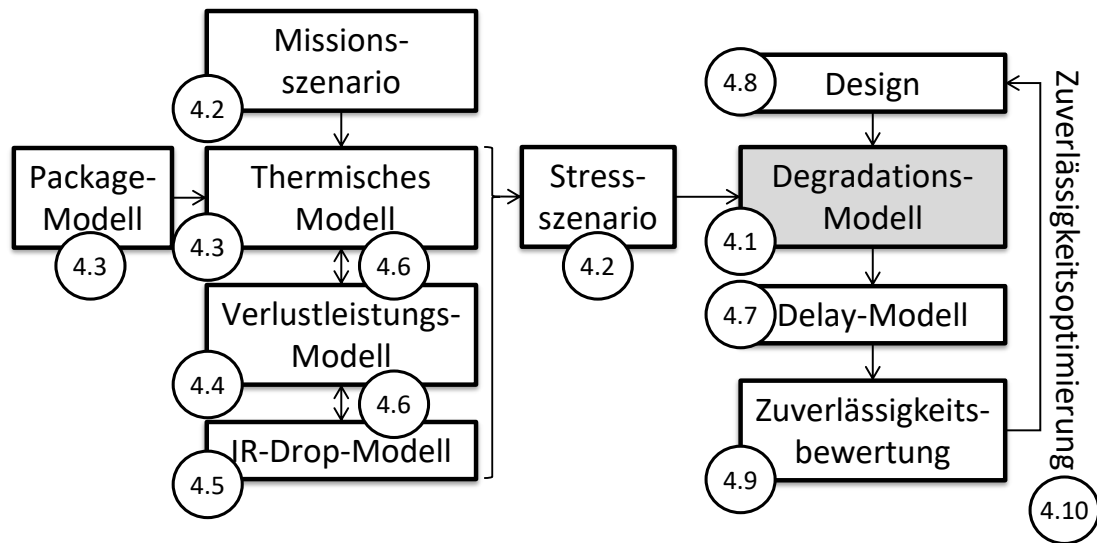 Missions-
szenario
4.2
Package-
Modell
4.3
Thermisches
Modell
4.3
4.6
Verlustleistungs-
Modell
4.4
4.6
IR-Drop-Modell
4.5
Stress-
szenario
4.2
4.8
Design
Degradations-
Modell
4.1
4.7
Delay-Modell
Zuverlässigkeits-
bewertung
4.9
Zuverlässigkeitsoptimierung
4.10